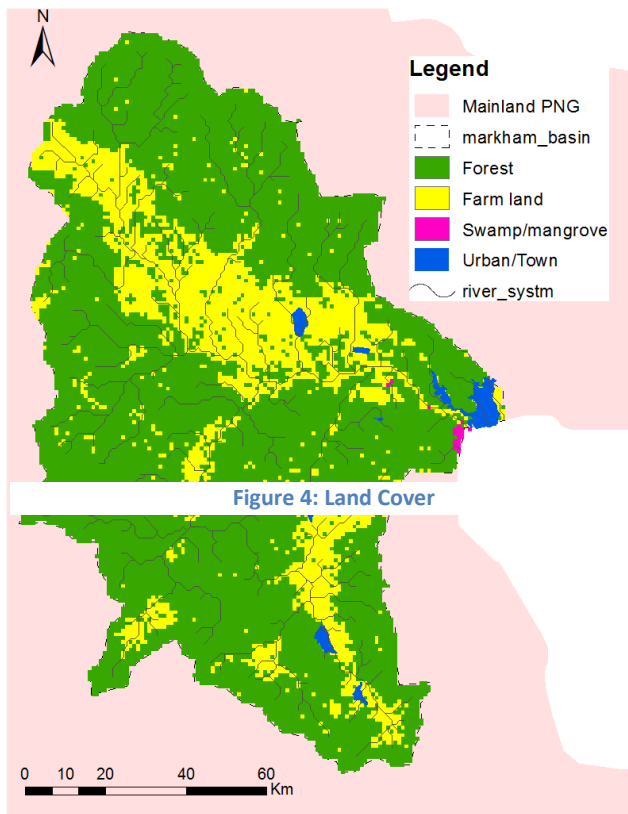 N
Legend
Mainland PNG
markham_basin
Forest
Farm land
Swamp/mangrove
Urban/Town
river_systm
Figure 4: Land Cover
0 10 20 40 60
Km